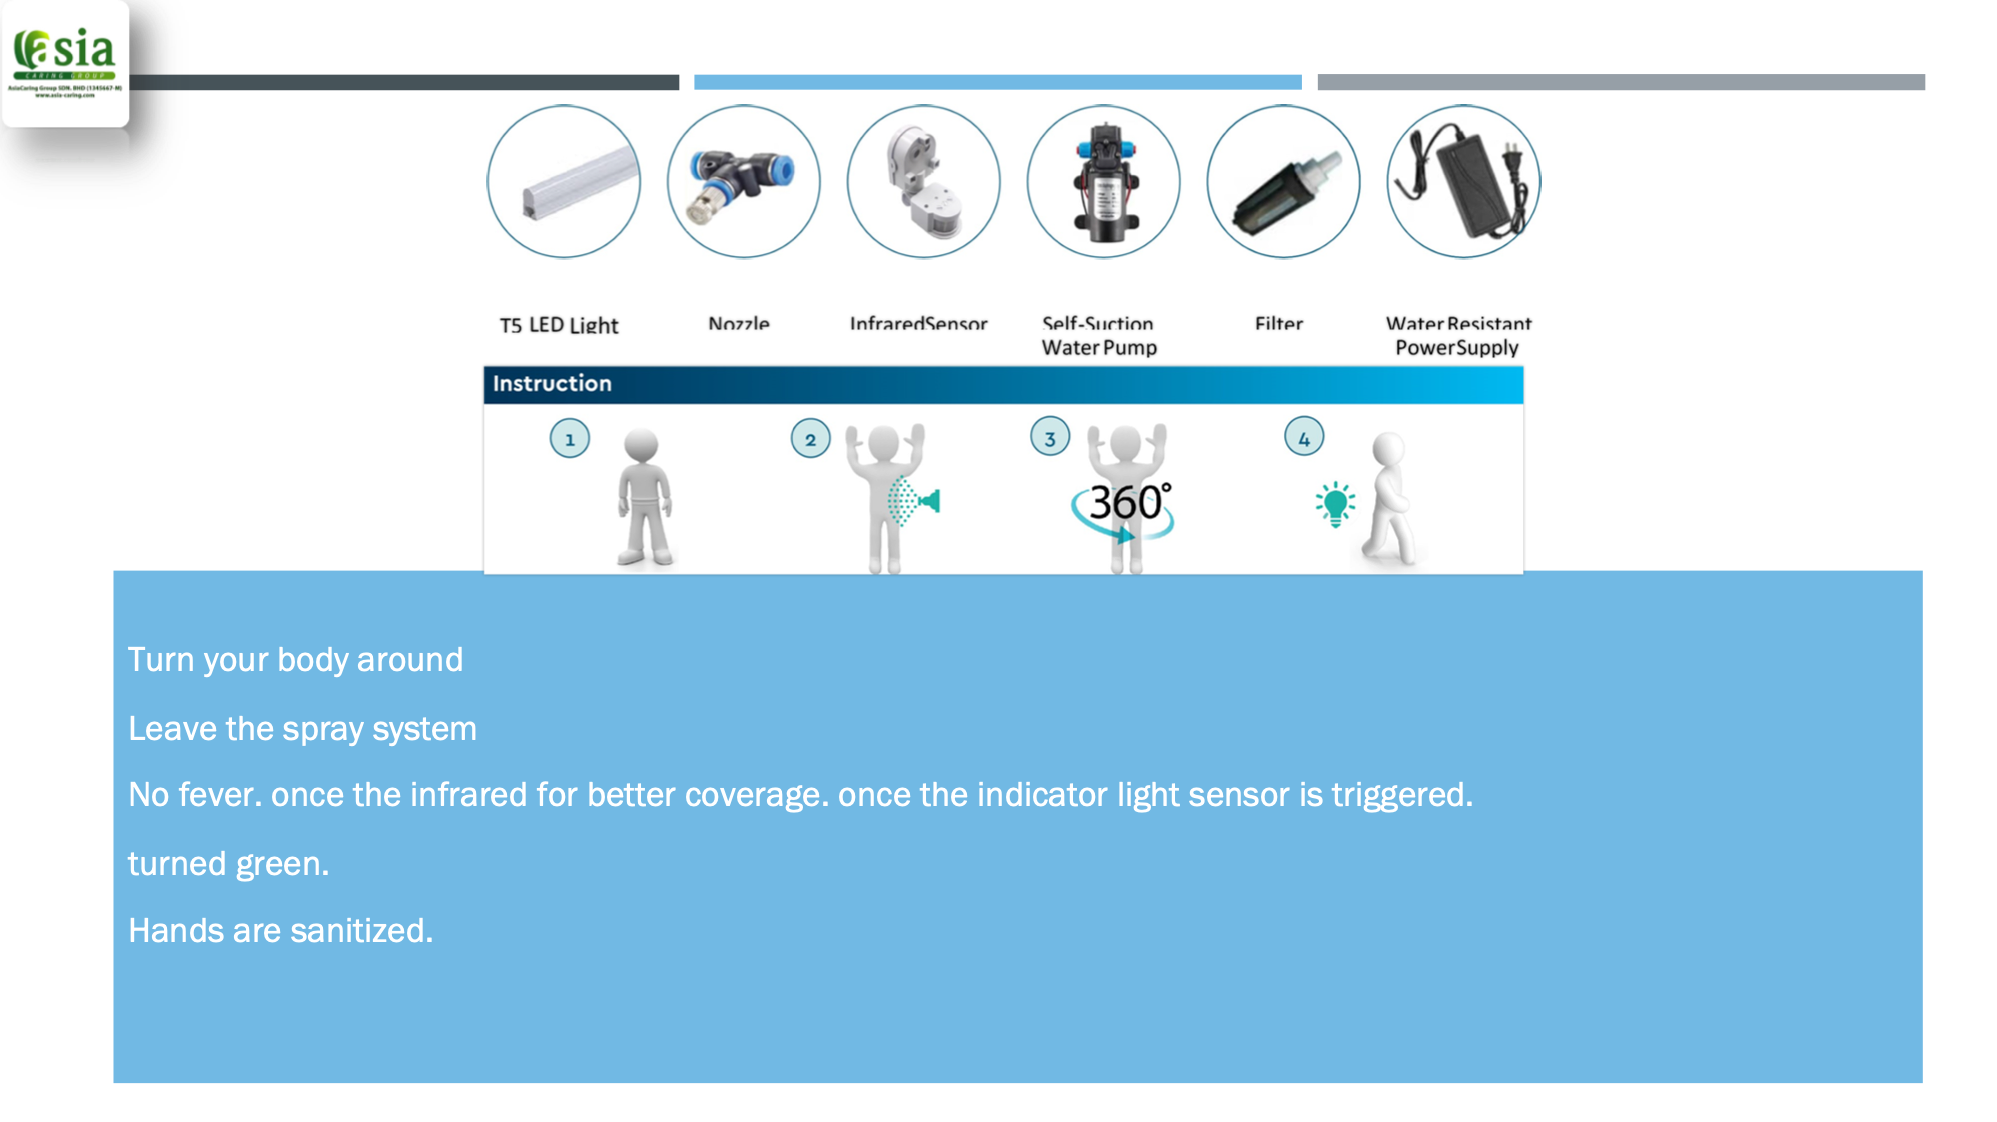 asia
CARING GROUP
AsiaCaring Group SDN. BHD (1345667-M)
www.asia-caring.com
T5 LED Light
Nozzle
InfraredSensor
Self-Suction
Water Pump
Filter
Water Resistant
PowerSupply
Instruction
1
2
3
360°
4
Turn your body around
Leave the spray system
No fever. once the infrared for better coverage. once the indicator light sensor is triggered.
turned green.
Hands are sanitized.